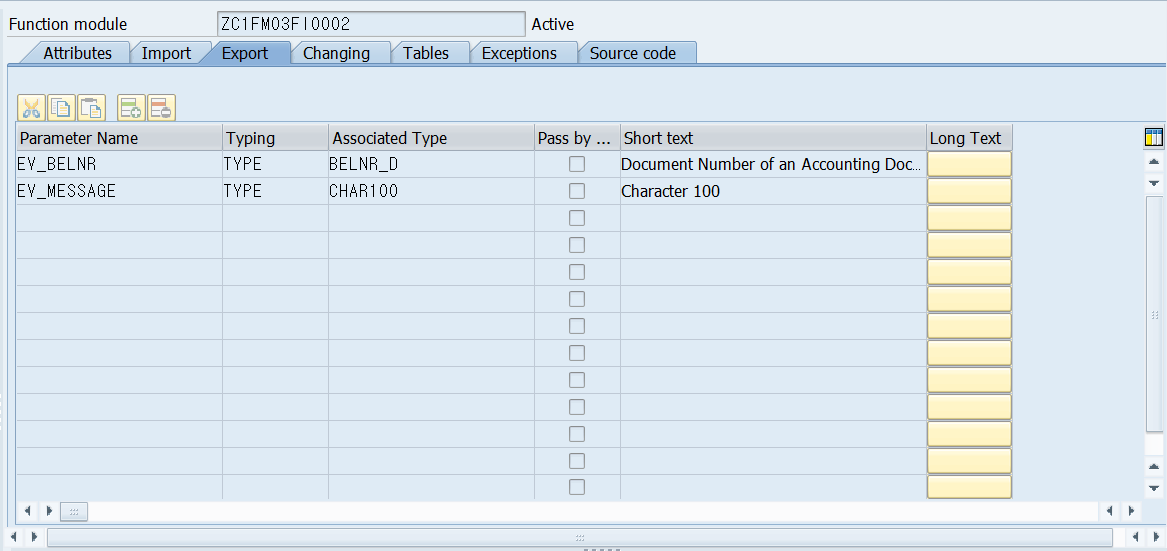 Function module ZC1FM03FI0002 Active
Attributes Import Export Changing Tables Exceptions Source code
Parameter Name Typing Associated Type Pass by ... Short text Long Text
EV_BELNR TYPE BELNR_D Document Number of an Accounting Doc...
EV_MESSAGE TYPE CHAR100 Character 100